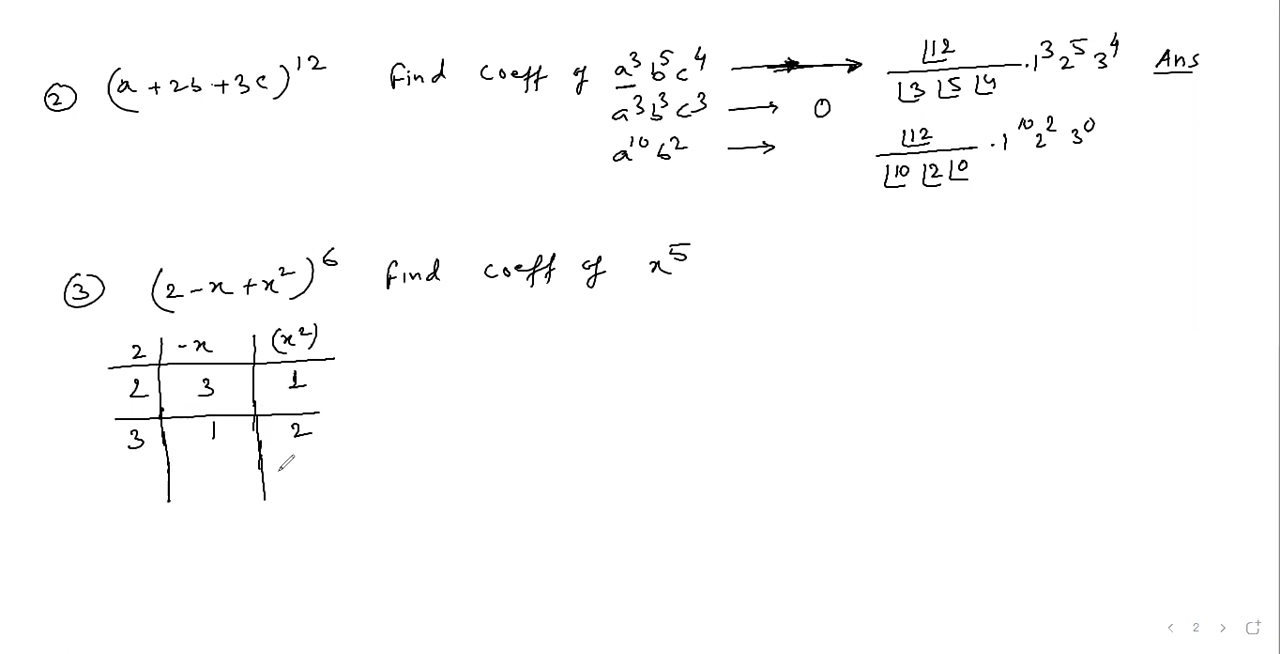 ② (a + 2b + 3c)^12 Find coeff of a^3 b^5 c^4 → ⌊12 / ⌊3 ⌊5 ⌊4 · 1^3 2^5 3^4 Ans
a^3 b^3 c^3 → 0
a^10 b^2 → ⌊12 / ⌊10 ⌊2 ⌊0 · 1^10 2^2 3^0
③ (2 - x + x^2)^6 Find coeff of x^5
2 | -x | (x^2)
2 | 3 | 1
3 | 1 | 2
< 2 >